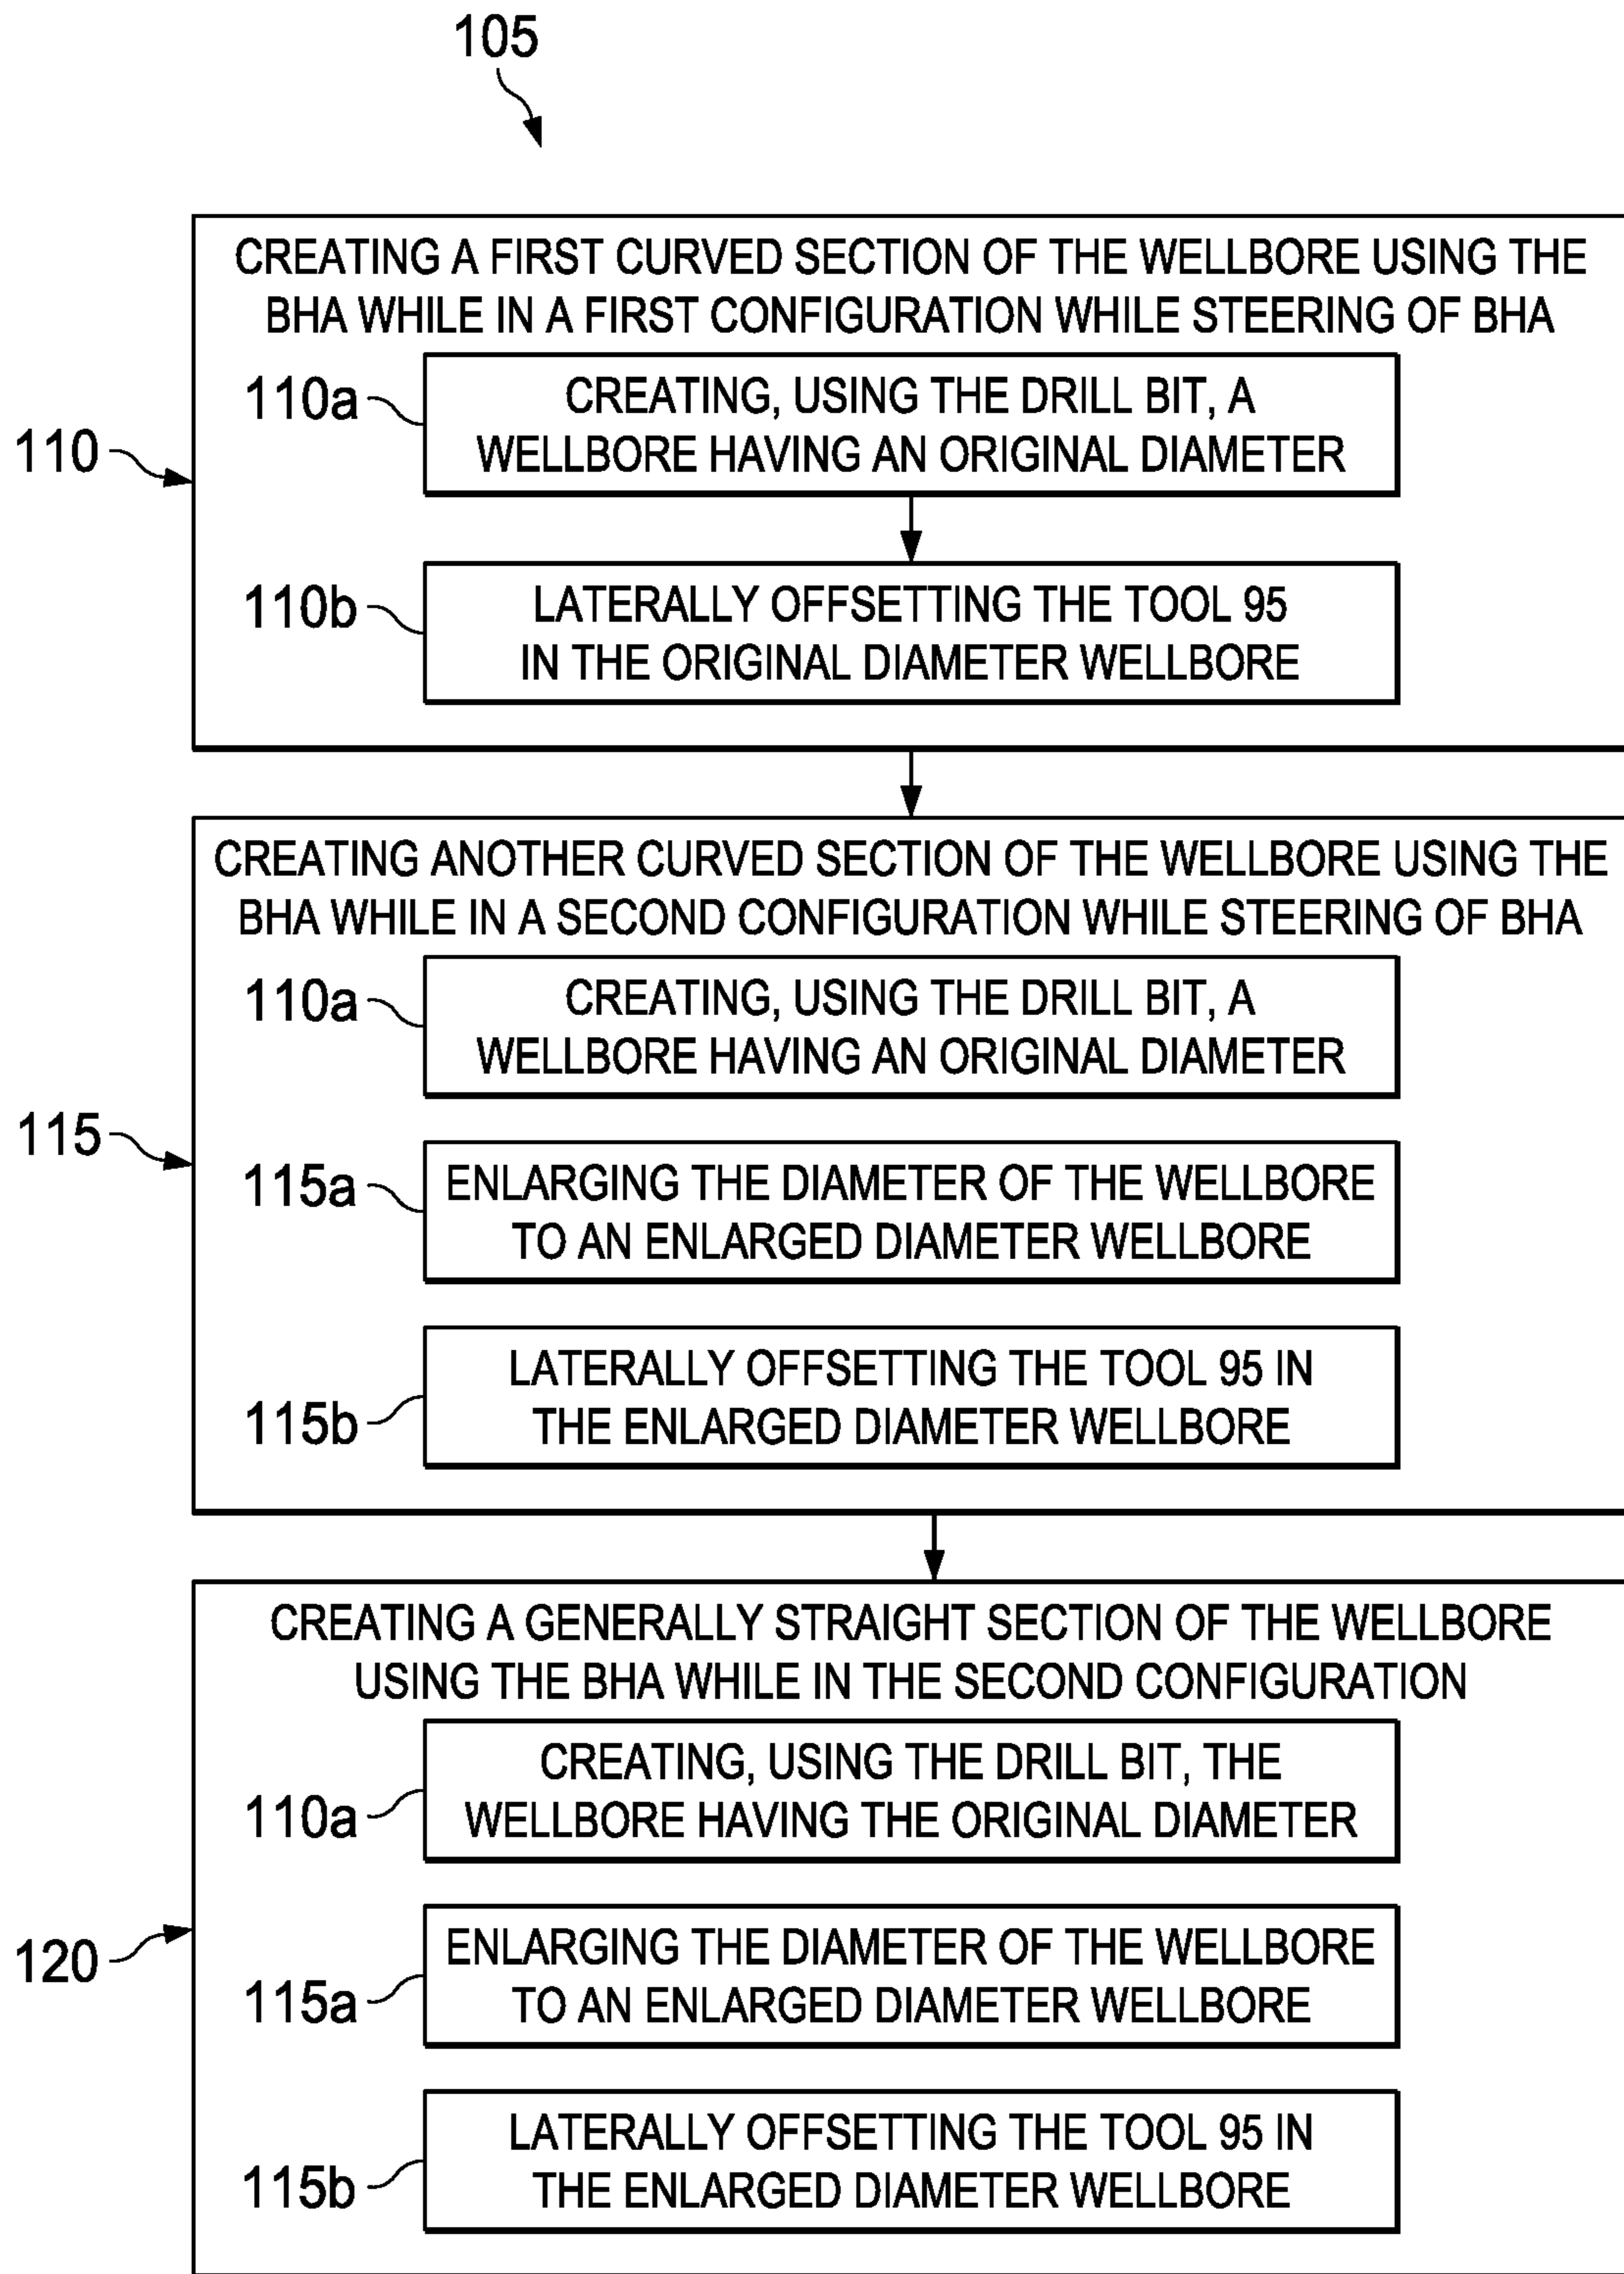 105
110
CREATING A FIRST CURVED SECTION OF THE WELLBORE USING THE
BHA WHILE IN A FIRST CONFIGURATION WHILE STEERING OF BHA
110a
CREATING, USING THE DRILL BIT, A
WELLBORE HAVING AN ORIGINAL DIAMETER
110b
LATERALLY OFFSETTING THE TOOL 95
IN THE ORIGINAL DIAMETER WELLBORE
115
CREATING ANOTHER CURVED SECTION OF THE WELLBORE USING THE
BHA WHILE IN A SECOND CONFIGURATION WHILE STEERING OF BHA
110a
CREATING, USING THE DRILL BIT, A
WELLBORE HAVING AN ORIGINAL DIAMETER
115a
ENLARGING THE DIAMETER OF THE WELLBORE
TO AN ENLARGED DIAMETER WELLBORE
115b
LATERALLY OFFSETTING THE TOOL 95 IN
THE ENLARGED DIAMETER WELLBORE
120
CREATING A GENERALLY STRAIGHT SECTION OF THE WELLBORE
USING THE BHA WHILE IN THE SECOND CONFIGURATION
110a
CREATING, USING THE DRILL BIT, THE
WELLBORE HAVING THE ORIGINAL DIAMETER
115a
ENLARGING THE DIAMETER OF THE WELLBORE
TO AN ENLARGED DIAMETER WELLBORE
115b
LATERALLY OFFSETTING THE TOOL 95 IN
THE ENLARGED DIAMETER WELLBORE